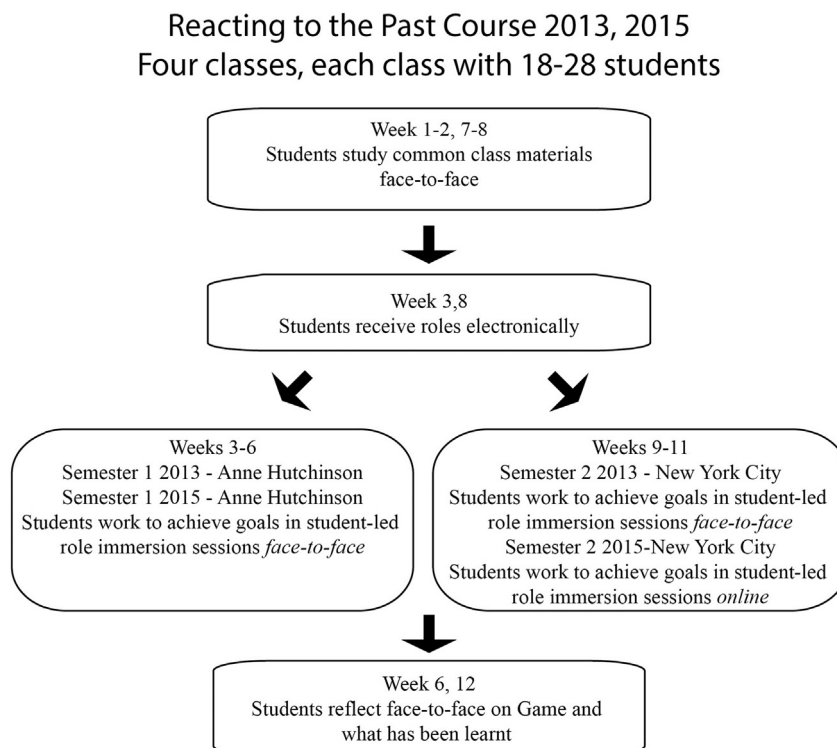 Reacting to the Past Course 2013, 2015
Four classes, each class with 18-28 students
Week 1-2, 7-8
Students study common class materials
face-to-face
Week 3,8
Students receive roles electronically
Weeks 3-6
Semester 1 2013 - Anne Hutchinson
Semester 1 2015 - Anne Hutchinson
Students work to achieve goals in student-led
role immersion sessions face-to-face
Weeks 9-11
Semester 2 2013 - New York City
Students work to achieve goals in student-led
role immersion sessions face-to-face
Semester 2 2015-New York City
Students work to achieve goals in student-led
role immersion sessions online
Week 6, 12
Students reflect face-to-face on Game and
what has been learnt